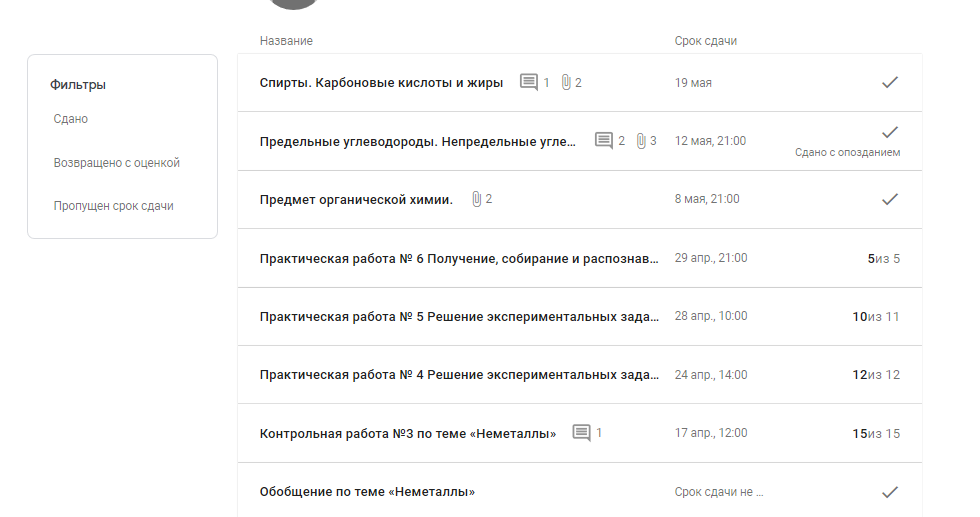 Название Срок сдачи
Фильтры
Сдано
Возвращено с оценкой
Пропущен срок сдачи
Спирты. Карбоновые кислоты и жиры 1 2 19 мая
Предельные углеводороды. Непредельные угле... 2 3 12 мая, 21:00
Сдано с опозданием
Предмет органической химии. 2 8 мая, 21:00
Практическая работа № 6 Получение, собирание и распознав... 29 апр., 21:00 5из 5
Практическая работа № 5 Решение экспериментальных зада... 28 апр., 10:00 10из 11
Практическая работа № 4 Решение экспериментальных зада... 24 апр., 14:00 12из 12
Контрольная работа №3 по теме «Неметаллы» 1 17 апр., 12:00 15из 15
Обобщение по теме «Неметаллы» Срок сдачи не ...